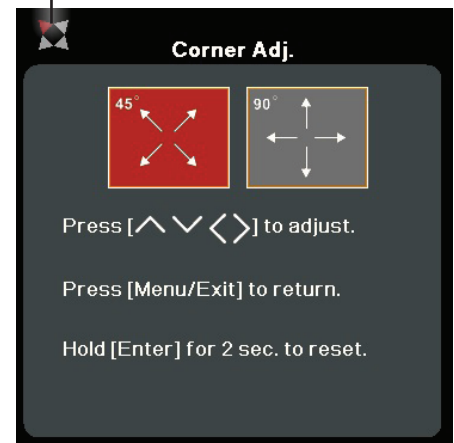 Corner Adj.
45° 90°
Press [∧ ∨ < >] to adjust.
Press [Menu/Exit] to return.
Hold [Enter] for 2 sec. to reset.